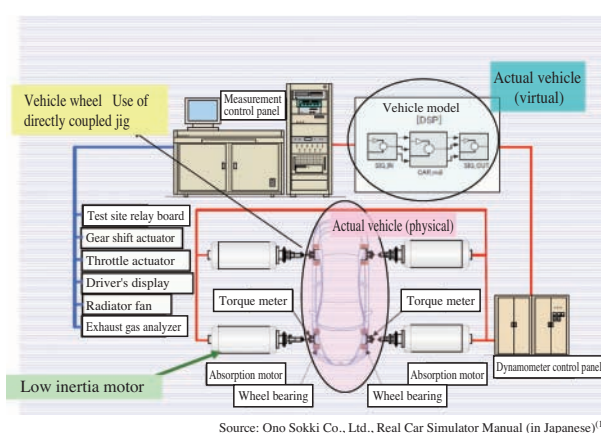 Actual vehicle
(virtual)
Vehicle wheel Use of
directly coupled jig
Measurement
control panel
Vehicle model
[DSP]
SIG_IN
CAR_mdl
SIG_OUT
Test site relay board
Gear shift actuator
Throttle actuator
Driver's display
Radiator fan
Exhaust gas analyzer
Actual vehicle (physical)
Torque meter
Torque meter
Absorption motor
Absorption motor
Wheel bearing
Wheel bearing
Dynamometer control panel
Low inertia motor
Source: Ono Sokki Co., Ltd., Real Car Simulator Manual (in Japanese)